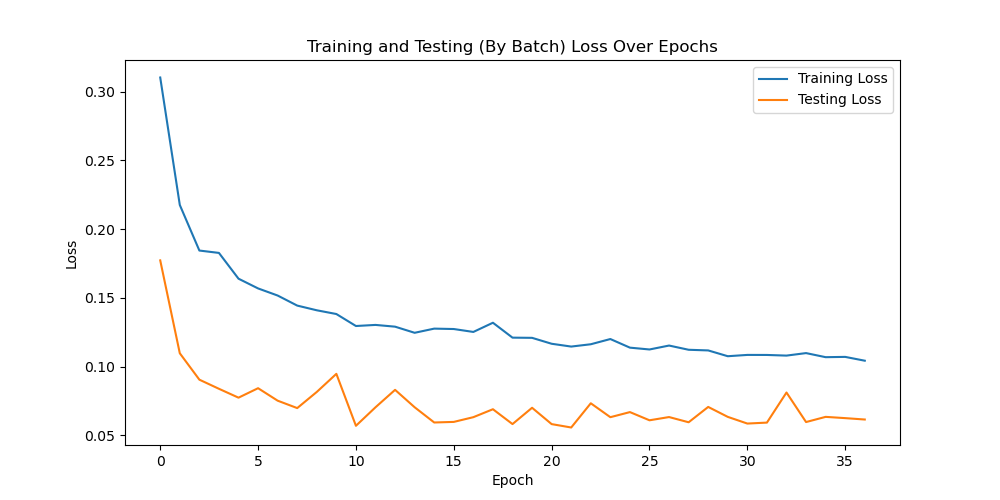 Training and Testing (By Batch) Loss Over Epochs
Training Loss
Testing Loss
0.30
0.25
0.20
0.15
0.10
0.05
Loss
0 5 10 15 20 25 30 35
Epoch